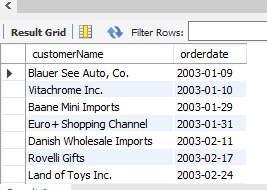 Result Grid Filter Rows:
customerName orderdate
Blauer See Auto, Co. 2003-01-09
Vitachrome Inc. 2003-01-10
Baane Mini Imports 2003-01-29
Euro+ Shopping Channel 2003-01-31
Danish Wholesale Imports 2003-02-11
Rovelli Gifts 2003-02-17
Land of Toys Inc. 2003-02-24